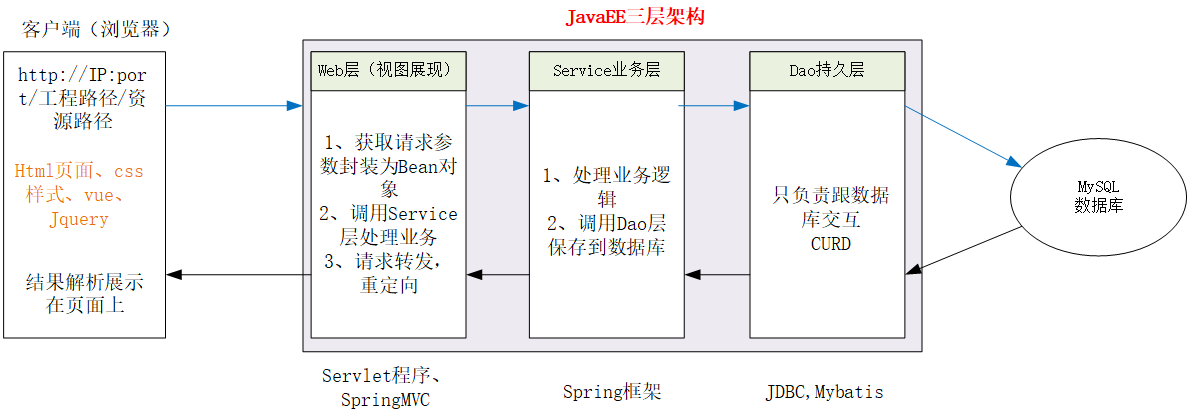 JavaEE三层架构
客户端（浏览器）
http://IP:por
t/工程路径/资
源路径
Html页面、css
样式、vue、
Jquery
结果解析展示
在页面上
Web层（视图展现）
1、获取请求参
数封装为Bean对
象
2、调用Service
层处理业务
3、请求转发，
重定向
Servlet程序、
SpringMVC
Service业务层
1、处理业务逻
辑
2、调用Dao层
保存到数据库
Spring框架
Dao持久层
只负责跟数据
库交互
CURD
JDBC,Mybatis
MySQL
数据库